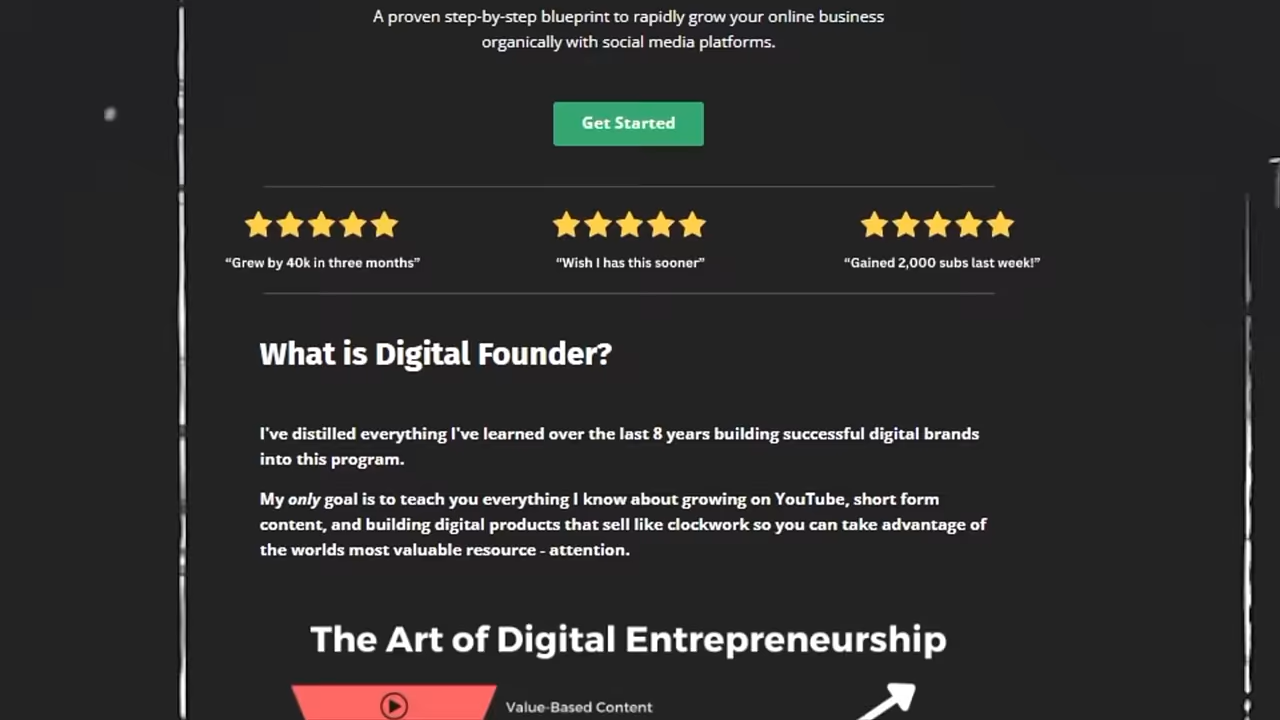 A proven step-by-step blueprint to rapidly grow your online business
organically with social media platforms.
Get Started
“Grew by 40k in three months”
“Wish I has this sooner”
“Gained 2,000 subs last week!”
What is Digital Founder?
I've distilled everything I've learned over the last 8 years building successful digital brands
into this program.
My only goal is to teach you everything I know about growing on YouTube, short form
content, and building digital products that sell like clockwork so you can take advantage of
the worlds most valuable resource - attention.
The Art of Digital Entrepreneurship
Value-Based Content